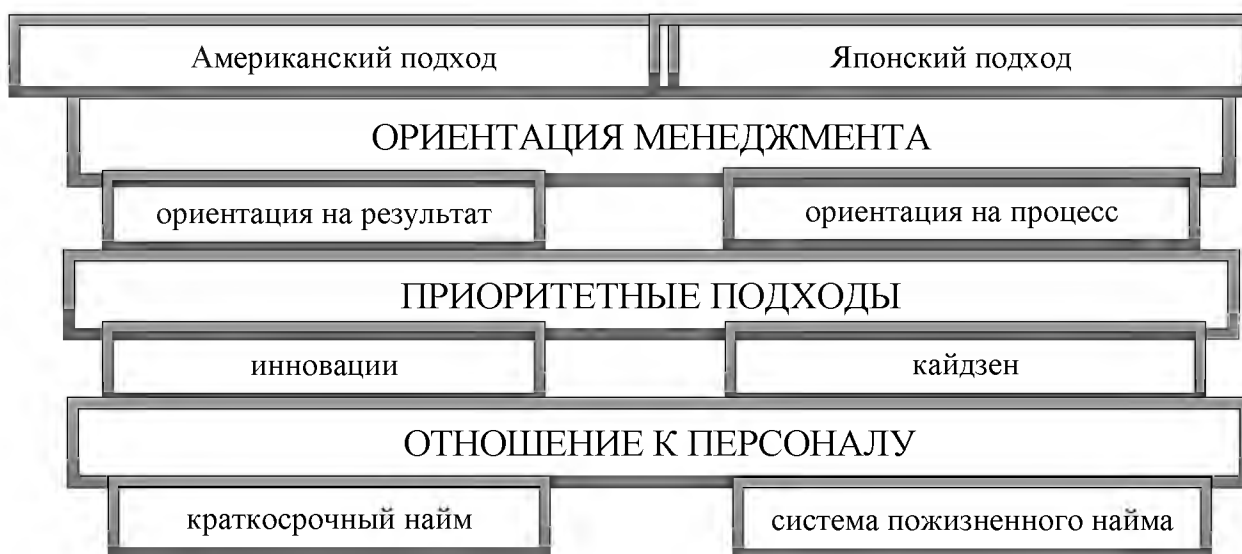 Американский подход
Японский подход
ОРИЕНТАЦИЯ МЕНЕДЖМЕНТА
ориентация на результат
ориентация на процесс
ПРИОРИТЕТНЫЕ ПОДХОДЫ
инновации
кайдзен
ОТНОШЕНИЕ К ПЕРСОНАЛУ
краткосрочный найм
система пожизненного найма